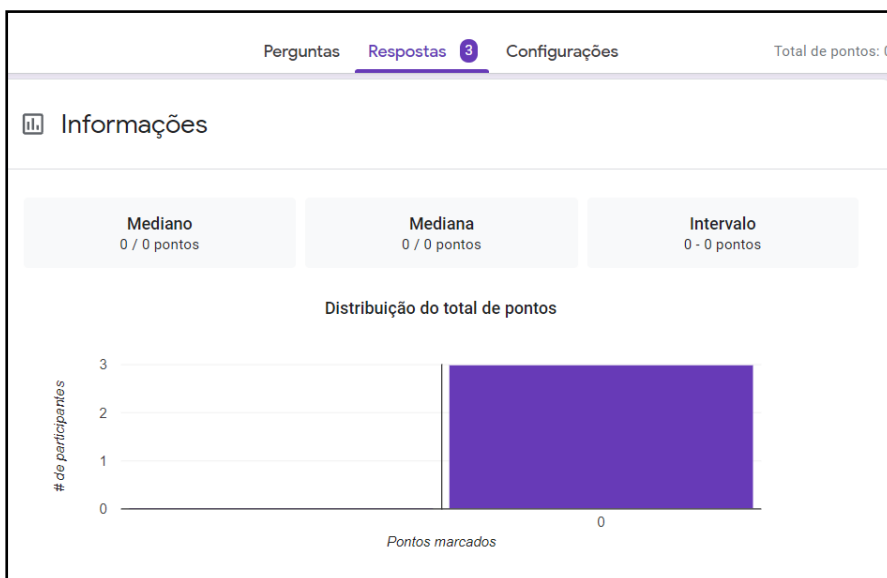 Perguntas Respostas 3 Configurações Total de pontos: 0
Informações
Mediano Mediana Intervalo
0 / 0 pontos 0 / 0 pontos 0 - 0 pontos
Distribuição do total de pontos
3
2
1
0
# de participantes
0
Pontos marcados